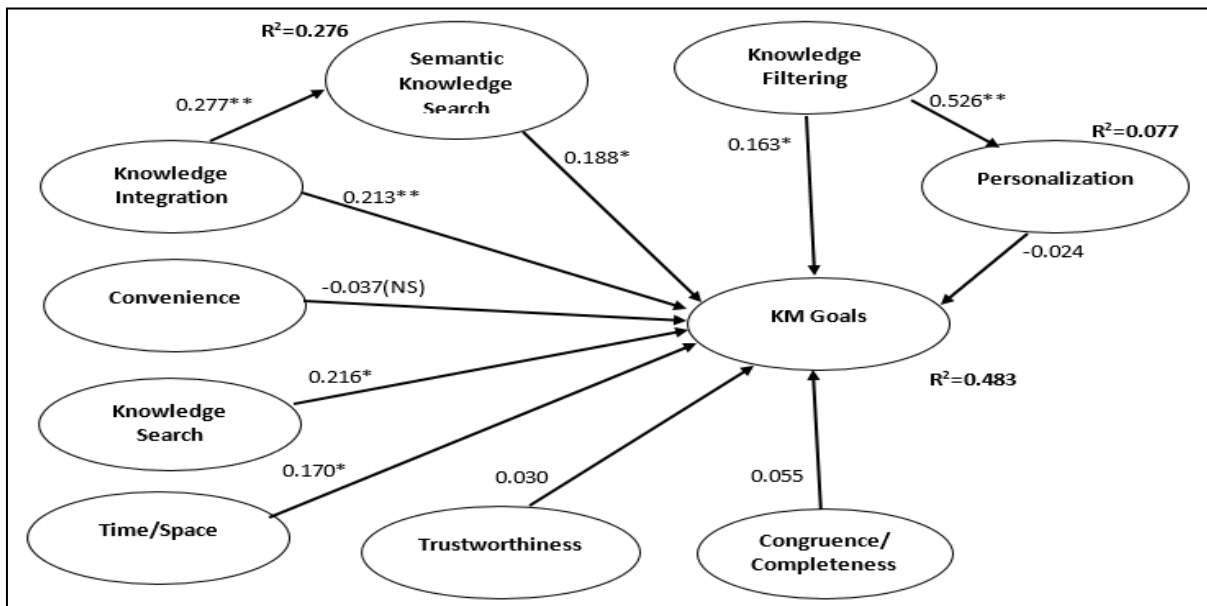 R²=0.276
Semantic
Knowledge
Search
Knowledge
Filtering
0.277**
0.526**
R²=0.077
0.188*
0.163*
Knowledge
Integration
Personalization
0.213**
-0.024
Convenience
-0.037(NS)
KM Goals
R²=0.483
0.216*
Knowledge
Search
0.170*
0.030
0.055
Time/Space
Trustworthiness
Congruence/
Completeness